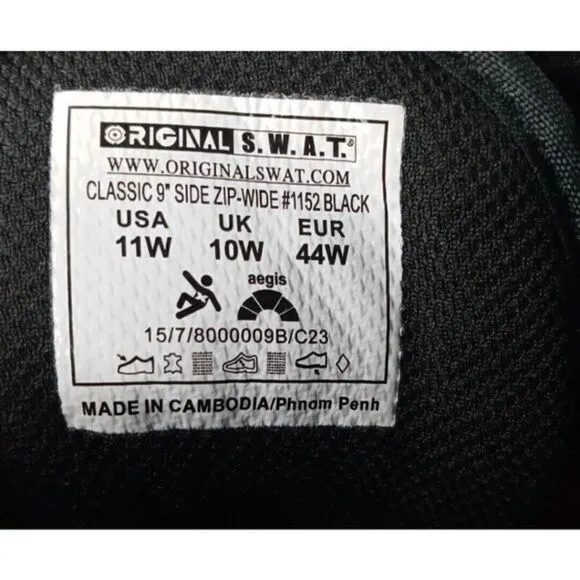 ORIGINAL S.W.A.T.®
WWW.ORIGINALSWAT.COM
CLASSIC 9" SIDE ZIP-WIDE #1152 BLACK
USA UK EUR
11W 10W 44W
aegis
15/7/8000009B/C23
MADE IN CAMBODIA/Phnom Penh